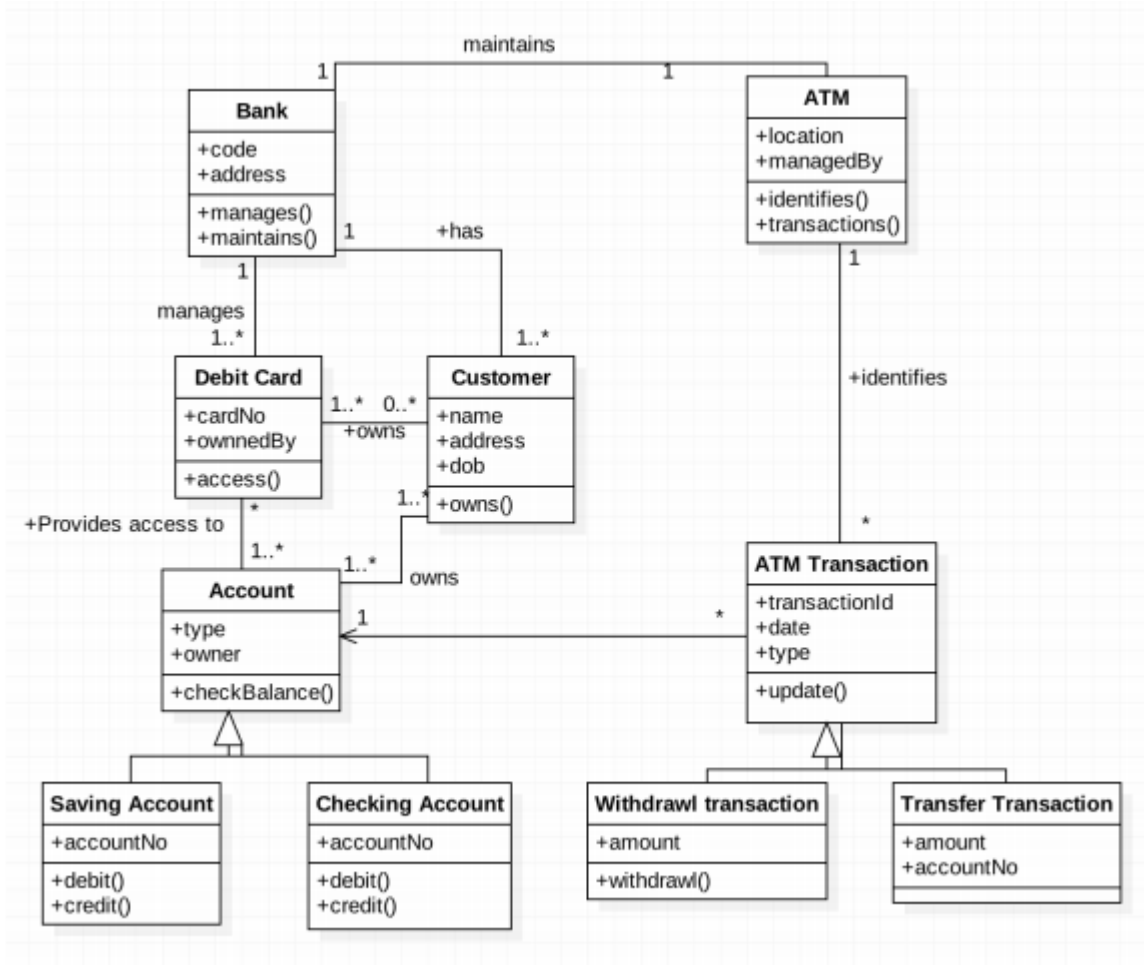 maintains
1
1
Bank
+code
+address
+manages()
+maintains()
ATM
+location
+managedBy
+identifies()
+transactions()
1
+has
1
1
manages
1..*
1..*
+identifies
Debit Card
+cardNo
+ownnedBy
+access()
1..*
0..*
+owns
Customer
+name
+address
+dob
+owns()
*
+Provides access to
1..*
1..*
1..*
owns
*
Account
+type
+owner
+checkBalance()
1
*
ATM Transaction
+transactionId
+date
+type
+update()
Saving Account
+accountNo
+debit()
+credit()
Checking Account
+accountNo
+debit()
+credit()
Withdrawl transaction
+amount
+withdrawl()
Transfer Transaction
+amount
+accountNo